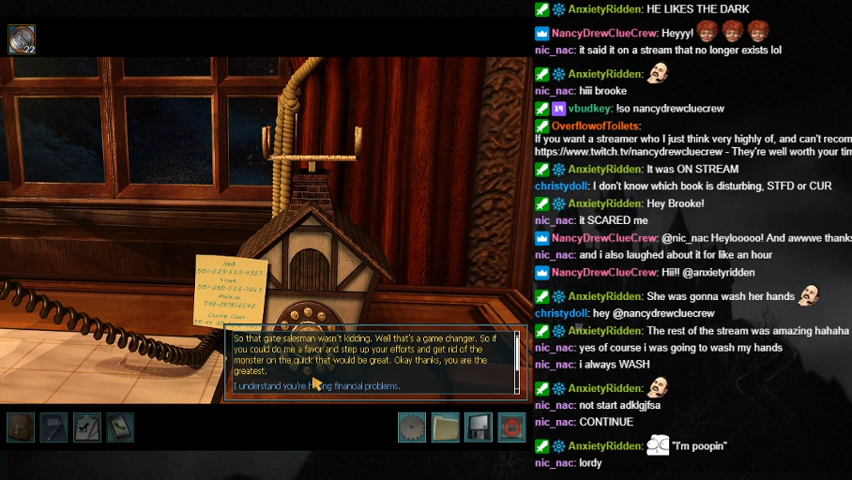 22
Ned
Game Cast
So that gate salesman wasn't kidding. Well that's a game changer. So if
you could do me a favor and step up your efforts and get rid of the
monster on the quick that would be great. Okay thanks, you are the
greatest.
I understand you're having financial problems.
AnxietyRidden: HE LIKES THE DARK
NancyDrewClueCrew: Heyyy!
nic_nac: it said it on a stream that no longer exists lol
AnxietyRidden:
nic_nac: hiii brooke
19 vbudkey: !so nancydrewcluecrew
OverflowofToilets:
If you want a streamer who I just think very highly of, and can't recom
https://www.twitch.tv/nancydrewcluecrew - They're well worth your tim
AnxietyRidden: It was ON STREAM
christydoll: I don't know which book is disturbing, STFD or CUR
AnxietyRidden: Hey Brooke!
nic_nac: it SCARED me
NancyDrewClueCrew: @nic_nac Heylooooo! And awwwe thanks
nic_nac: and i also laughed about it for like an hour
NancyDrewClueCrew: Hii!! @anxietyridden
AnxietyRidden: She was gonna wash her hands
christydoll: hey @nancydrewcluecrew
AnxietyRidden: The rest of the stream was amazing hahaha
nic_nac: yes of course i was going to wash my hands
nic_nac: i always WASH
AnxietyRidden:
nic_nac: not start adklgjfsa
nic_nac: CONTINUE
AnxietyRidden: "I'm poopin"
nic_nac: lordy